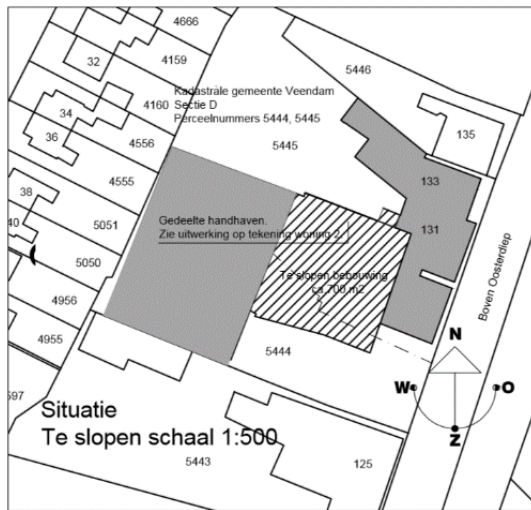 4666
32
4159
5446
Kadastrale gemeente Veendam
Sectie D
Perceelnummers 5444, 5445
4160
34
36
4556
5445
135
4555
133
38
40
5051
Gedeelte handhaven.
Zie uitwerking op tekening woning 2.
131
5050
Te slopen bebouwing
ca 700 m2
Boven Oosterdiep
4956
N
4955
5444
W
O
597
Z
Situatie
Te slopen schaal 1:500
5443
125